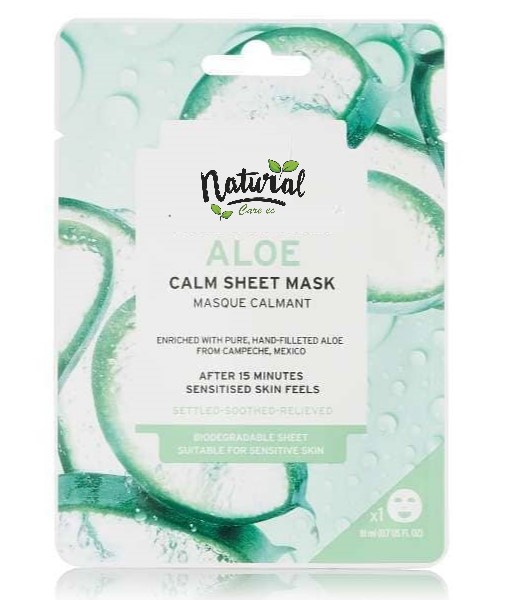 Natural
Care ec
ALOE
CALM SHEET MASK
MASQUE CALMANT
ENRICHED WITH PURE, HAND-FILLETED ALOE
FROM CAMPECHE, MEXICO
AFTER 15 MINUTES
SENSITISED SKIN FEELS
SETTLED-SOOTHED-RELIEVED
BIODEGRADABLE SHEET
SUITABLE FOR SENSITIVE SKIN
x1